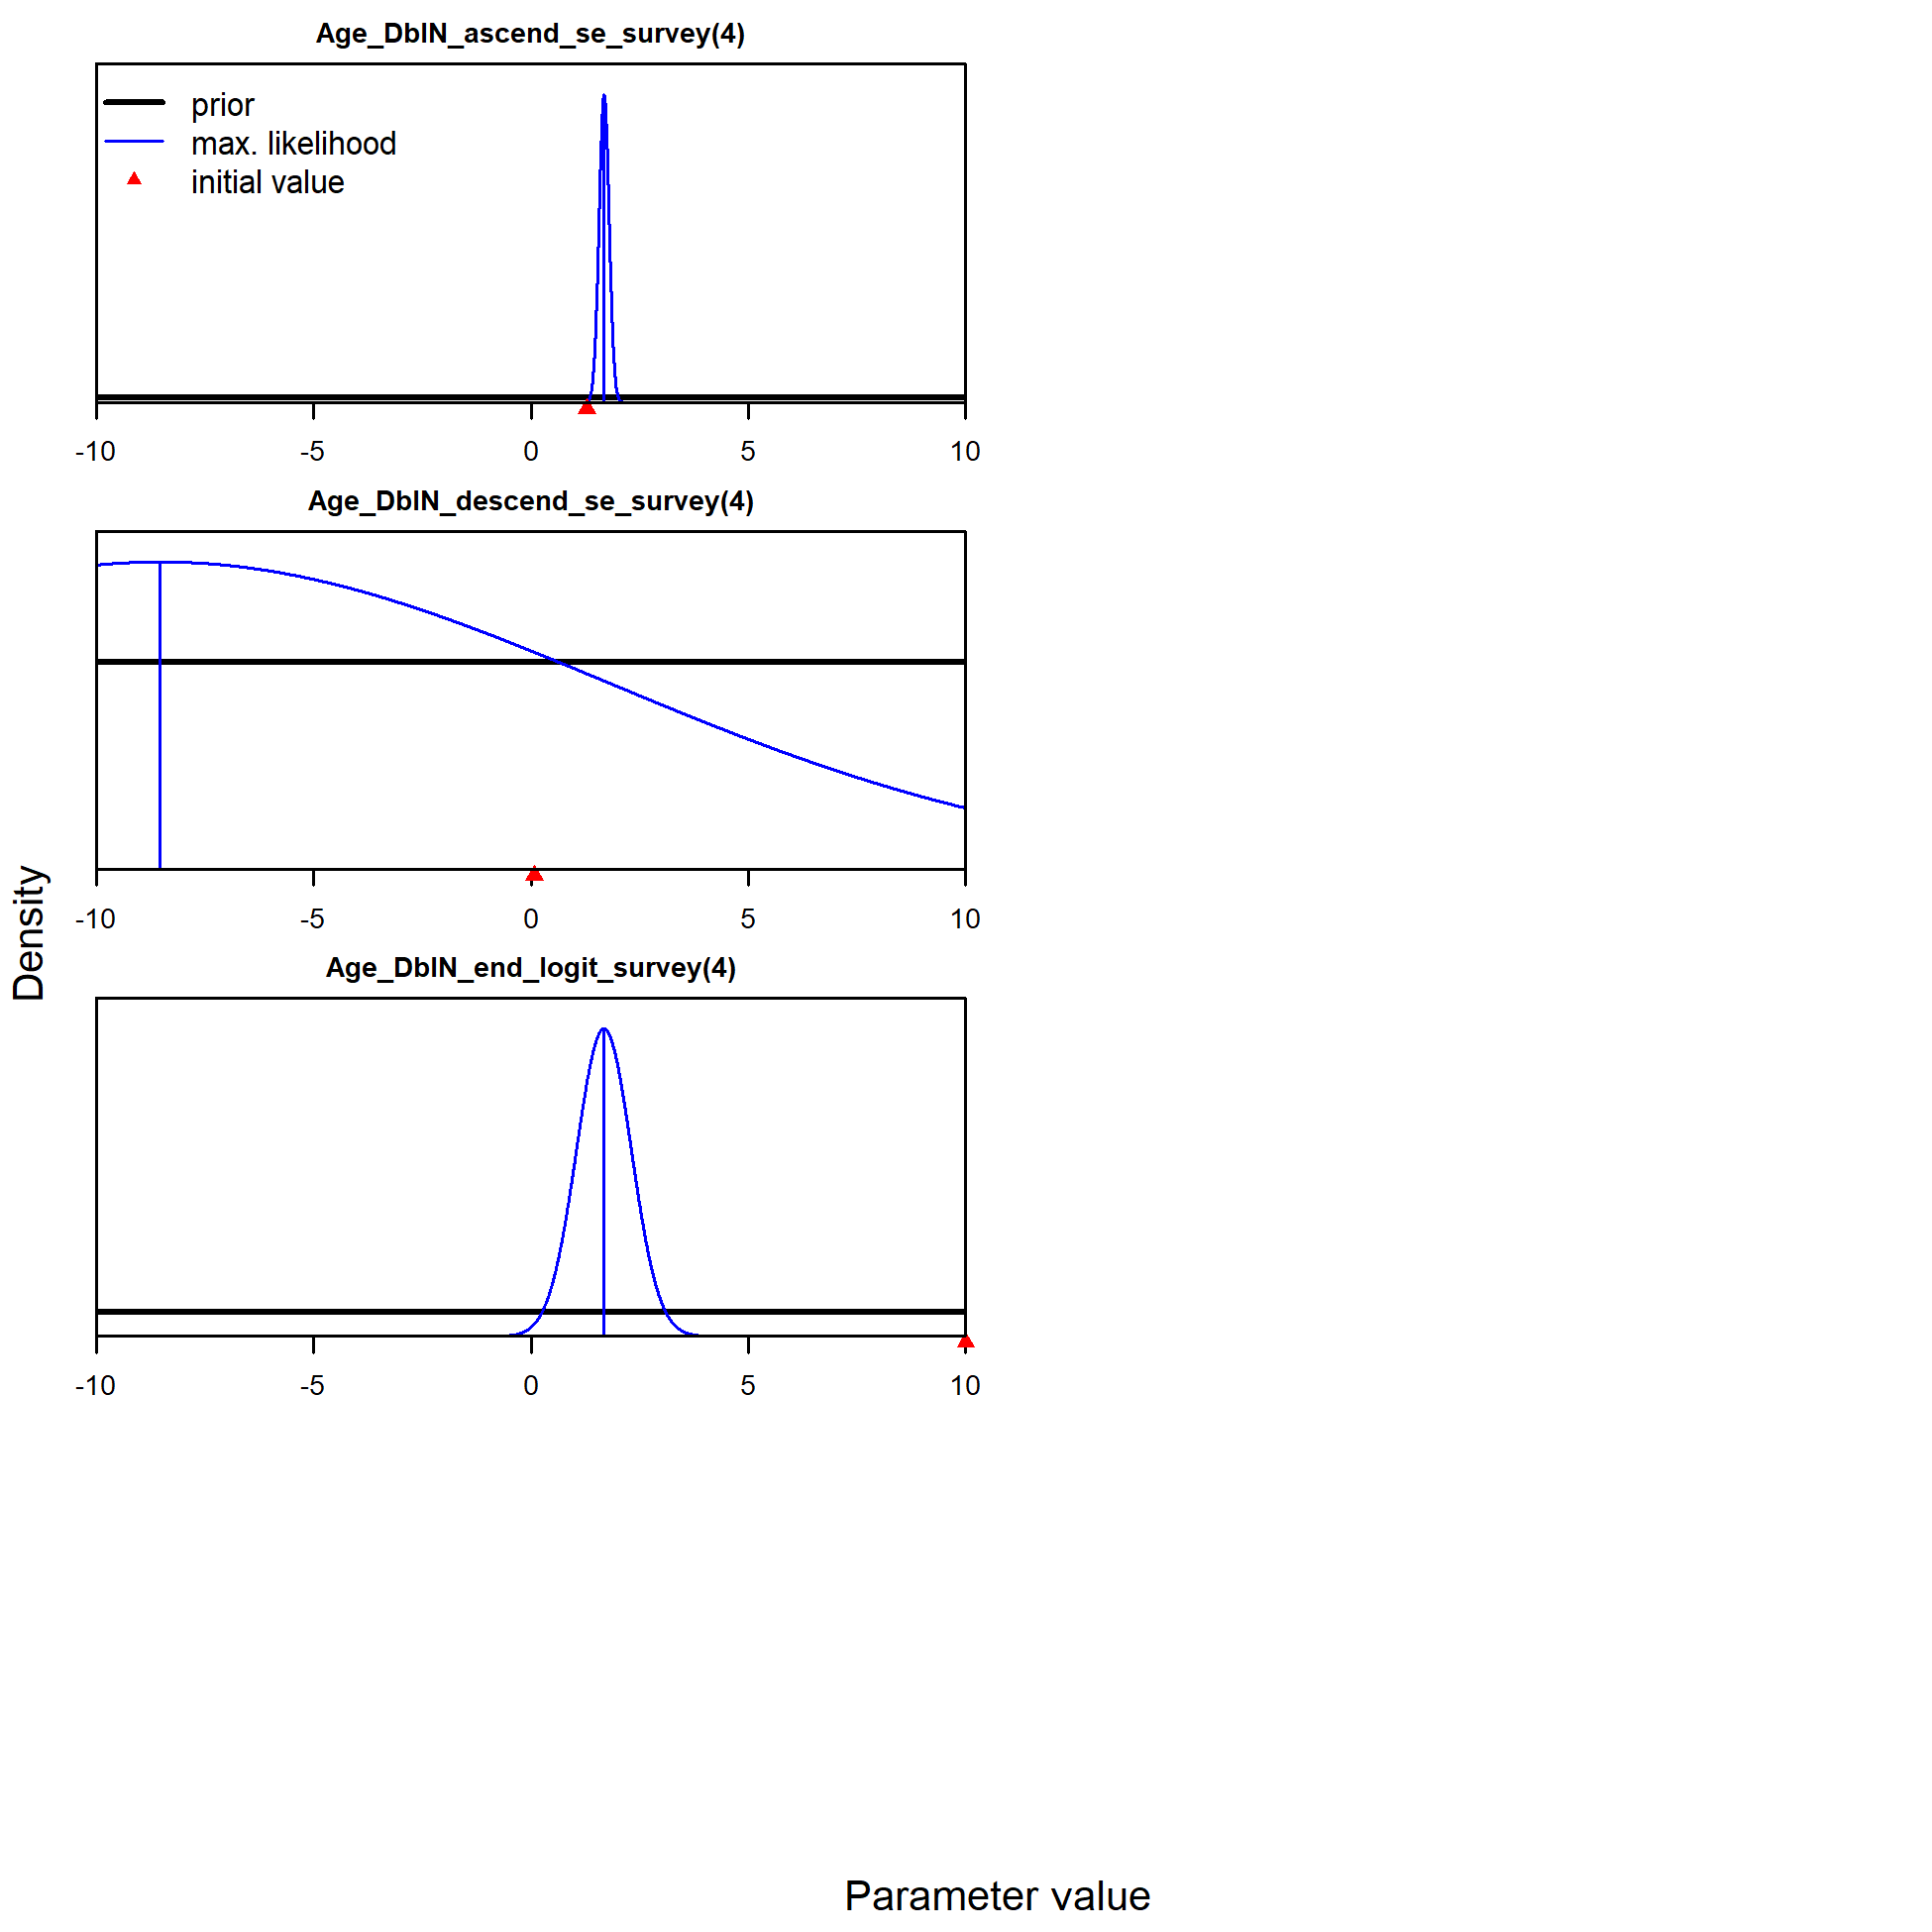 Age_DblN_ascend_se_survey(4)
prior
max. likelihood
initial value
-10 -5 0 5 10
Age_DblN_descend_se_survey(4)
-10 -5 0 5 10
Age_DblN_end_logit_survey(4)
-10 -5 0 5 10
Density
Parameter value